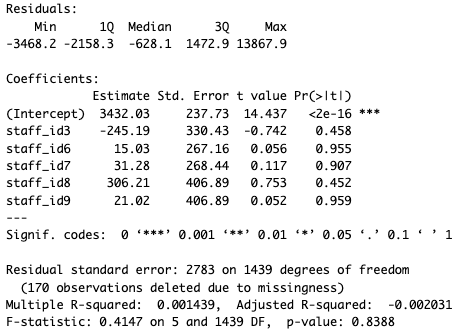 Residuals:
    Min      1Q  Median      3Q     Max
-3468.2 -2158.3  -628.1  1472.9 13867.9

Coefficients:
            Estimate Std. Error t value Pr(>|t|)
(Intercept)  3432.03     237.73  14.437   <2e-16 ***
staff_id3    -245.19     330.43  -0.742    0.458
staff_id6      15.03     267.16   0.056    0.955
staff_id7      31.28     268.44   0.117    0.907
staff_id8     306.21     406.89   0.753    0.452
staff_id9      21.02     406.89   0.052    0.959
---
Signif. codes:  0 ‘***’ 0.001 ‘**’ 0.01 ‘*’ 0.05 ‘.’ 0.1 ‘ ’ 1

Residual standard error: 2783 on 1439 degrees of freedom
  (170 observations deleted due to missingness)
Multiple R-squared:  0.001439,  Adjusted R-squared:  -0.002031
F-statistic: 0.4147 on 5 and 1439 DF,  p-value: 0.8388